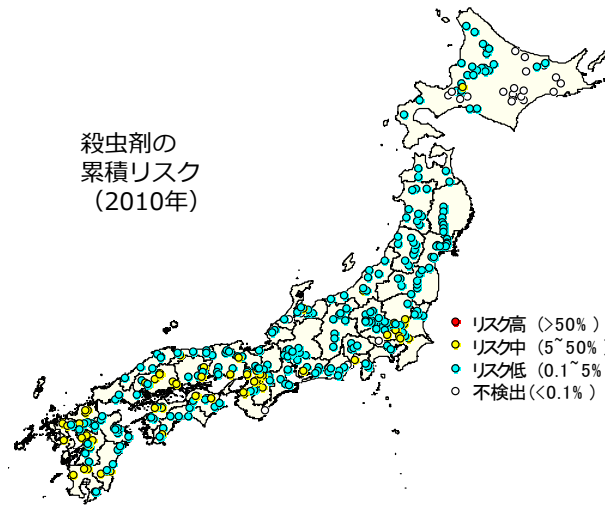 殺虫剤の
累積リスク
（2010年）
リスク高（>50%）
リスク中（5~50%）
リスク低（0.1~5%
不検出(<0.1%）